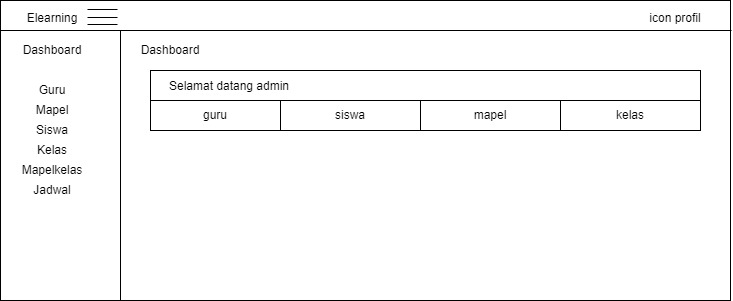 Elearning
icon profil
Dashboard
Guru
Mapel
Siswa
Kelas
Mapelkelas
Jadwal
Dashboard
Selamat datang admin
guru siswa mapel kelas